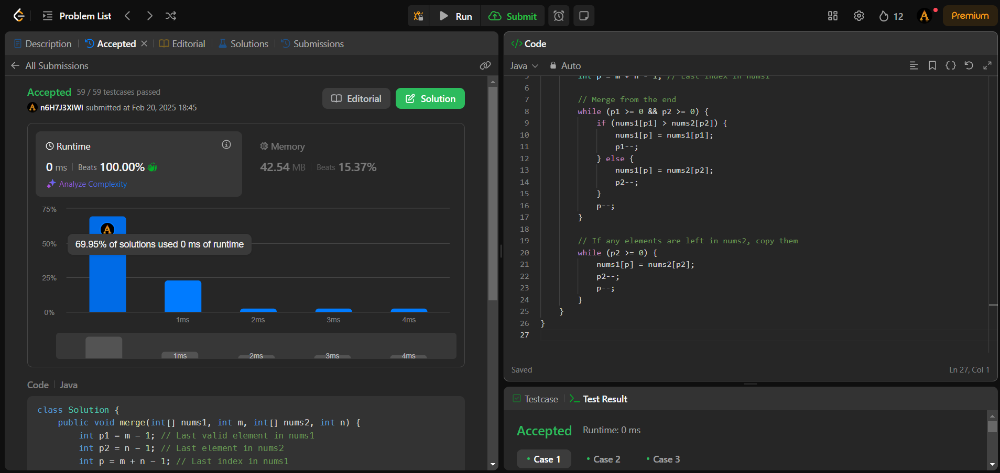 Problem List
Run
Submit
12
Premium
Description
Accepted
Editorial
Solutions
Submissions
All Submissions
Accepted 59 / 59 testcases passed
n6H7J3XiWi submitted at Feb 20, 2025 18:45
Editorial
Solution
Runtime
0 ms
Beats 100.00%
Analyze Complexity
Memory
42.54 MB
Beats 15.37%
75%
50%
25%
0%
69.95% of solutions used 0 ms of runtime
1ms
2ms
3ms
4ms
1ms
2ms
3ms
4ms
Code
Java
class Solution {
public void merge(int[] nums1, int m, int[] nums2, int n) {
int p1 = m - 1; // Last valid element in nums1
int p2 = n - 1; // Last element in nums2
int p = m + n - 1; // Last index in nums1
</> Code
Java
Auto
5 int p = m + n - 1; // Last index in nums1
6
7 // Merge from the end
8 while (p1 >= 0 && p2 >= 0) {
9 if (nums1[p1] > nums2[p2]) {
10 nums1[p] = nums1[p1];
11 p1--;
12 } else {
13 nums1[p] = nums2[p2];
14 p2--;
15 }
16 p--;
17 }
18
19 // If any elements are left in nums2, copy them
20 while (p2 >= 0) {
21 nums1[p] = nums2[p2];
22 p2--;
23 p--;
24 }
25 }
26 }
27
Saved
Ln 27, Col 1
Testcase
Test Result
Accepted
Runtime: 0 ms
Case 1
Case 2
Case 3